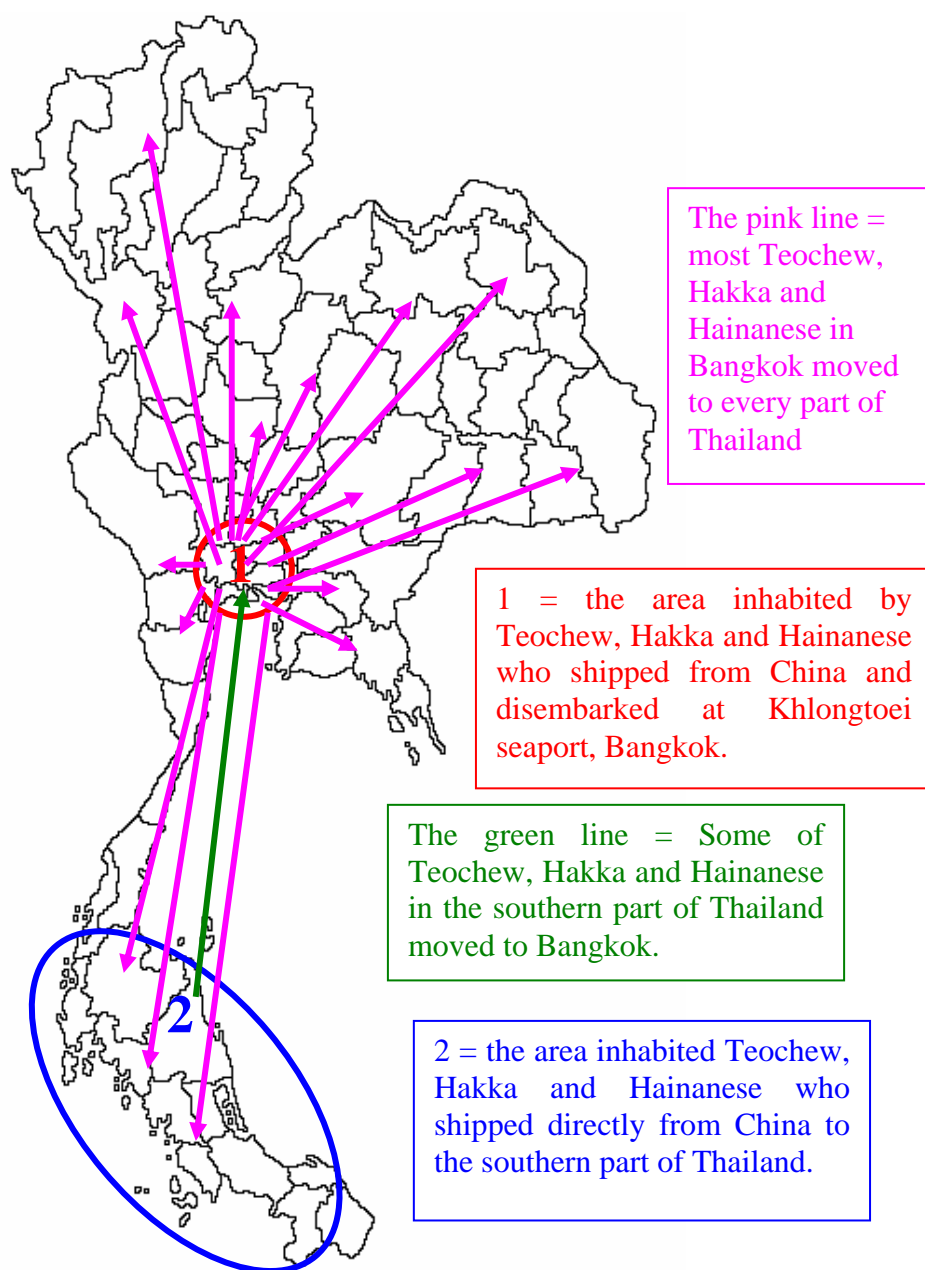 The pink line =
most Teochew,
Hakka and
Hainanese in
Bangkok moved
to every part of
Thailand
1
1 = the area inhabited by
Teochew, Hakka and Hainanese
who shipped from China and
disembarked at Khlongtoei
seaport, Bangkok.
The green line = Some of
Teochew, Hakka and Hainanese
in the southern part of Thailand
moved to Bangkok.
2
2 = the area inhabited Teochew,
Hakka and Hainanese who
shipped directly from China to
the southern part of Thailand.